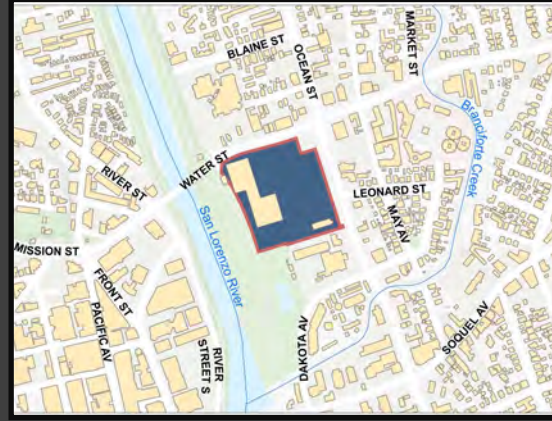 MARKET ST
BLAINE ST
OCEAN ST
Branciforte Creek
WATER ST
RIVER ST
LEONARD ST
MAY AV
San Lorenzo River
MISSION ST
FRONT ST
PACIFIC AV
RIVER
STREET S
DAKOTA AV
SOQUEL AV